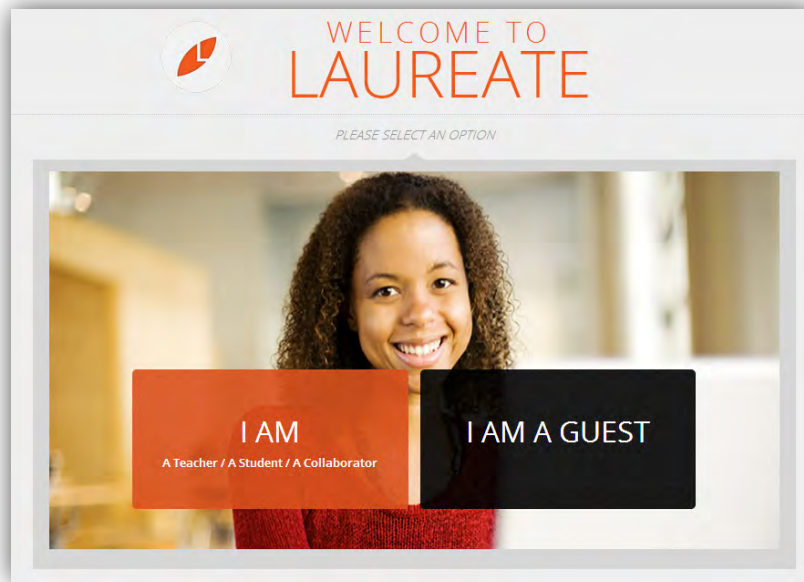 WELCOME TO
LAUREATE
PLEASE SELECT AN OPTION
I AM
A Teacher / A Student / A Collaborator
I AM A GUEST